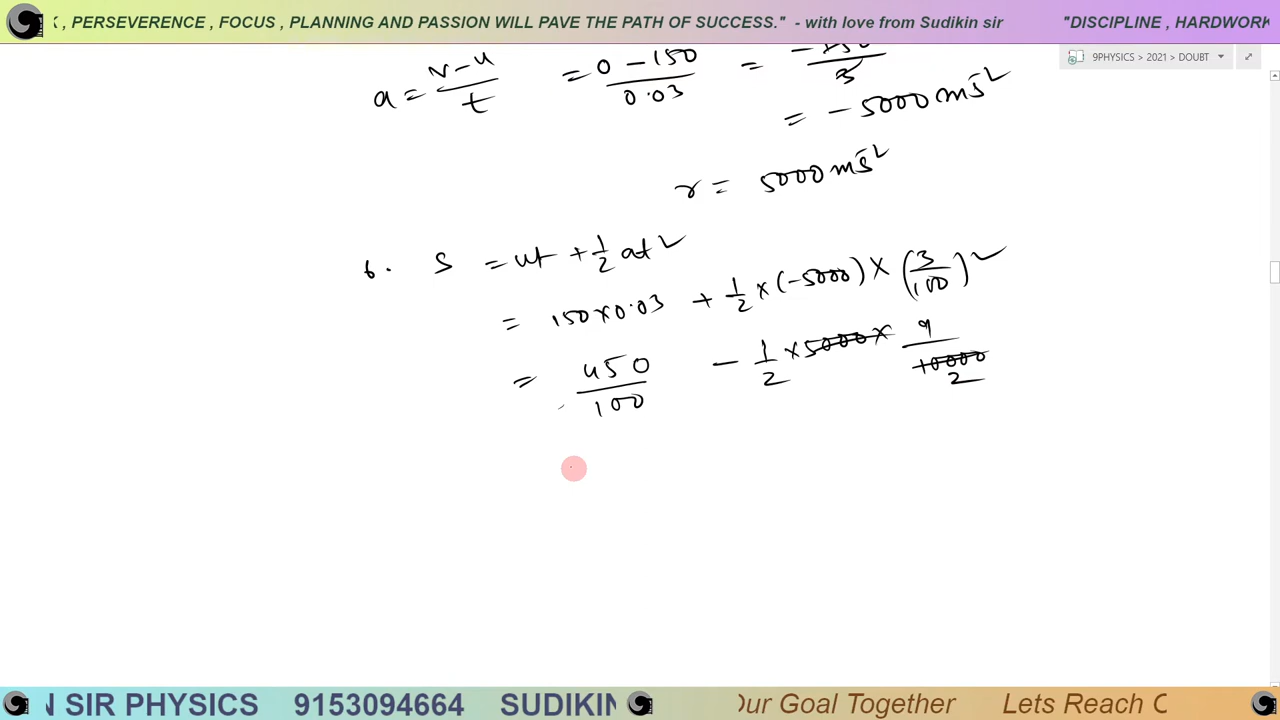 K , PERSEVERENCE , FOCUS , PLANNING AND PASSION WILL PAVE THE PATH OF SUCCESS." - with love from Sudikin sir "DISCIPLINE , HARDWORK
9PHYSICS > 2021 > DOUBT
a = v-u/t = 0-150/0.03 = -150/3
= -5000 ms⁻²
r = 5000 ms⁻²
6. S = ut + 1/2 at²
= 150×0.03 + 1/2 × (-5000) × (3/100)²
= 450/100 - 1/2 × 5000 × 9/10000 2
N SIR PHYSICS 9153094664 SUDIKIN Our Goal Together Lets Reach O